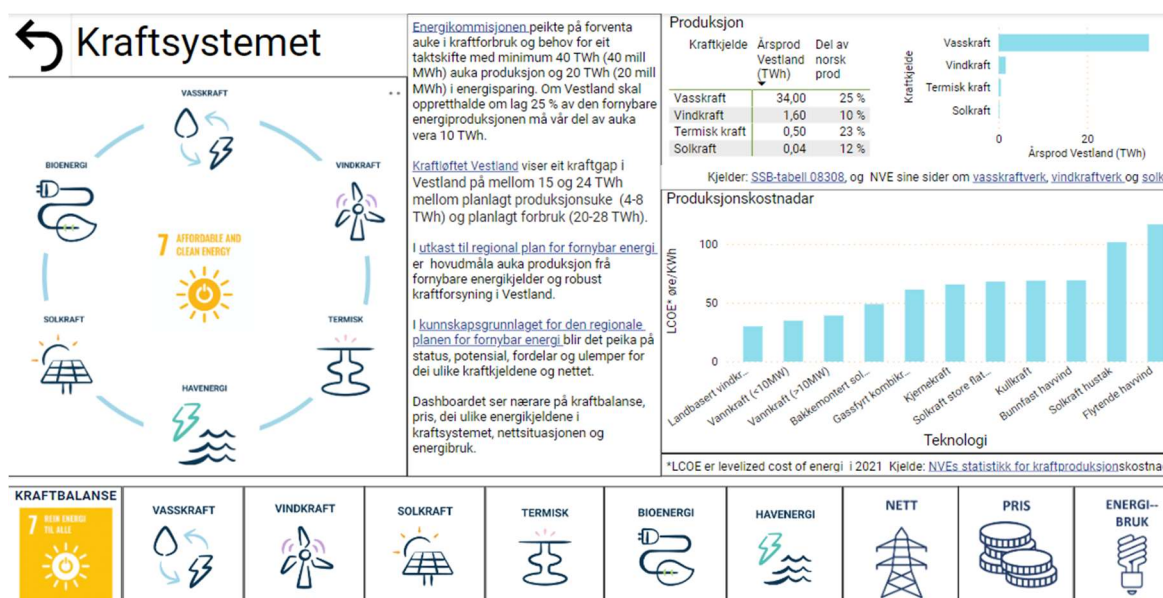 Kraftsystemet
VASSKRAFT
BIOENERGI
VINDKRAFT
7 AFFORDABLE AND
CLEAN ENERGY
SOLKRAFT
TERMISK
HAVENERGI
Energikommisjonen peikte på forventa
auke i kraftforbruk og behov for eit
taktskifte med minimum 40 TWh (40 mill
MWh) auka produksjon og 20 TWh (20 mill
MWh) i energisparing. Om Vestland skal
oppretthalde om lag 25 % av den fornybare
energiproduksjonen må vår del av auka
vera 10 TWh.
Kraftløftet Vestland viser eit kraftgap i
Vestland på mellom 15 og 24 TWh
mellom planlagt produksjonsuke (4-8
TWh) og planlagt forbruk (20-28 TWh).
I utkast til regional plan for fornybar energi
er hovudmåla auka produksjon frå
fornybare energikjelder og robust
kraftforsyning i Vestland.
I kunnskapsgrunnlaget for den regionale
planen for fornybar energi blir det peika på
status, potensial, fordelar og ulemper for
dei ulike kraftkjeldene og nettet.
Dashboardet ser nærare på kraftbalanse,
pris, dei ulike energikjeldene i
kraftsystemet, nettsituasjonen og
energibruk.
Produksjon
Kraftkjelde Årsprod Vestland (TWh) Del av norsk prod
Vasskraft 34,00 25 %
Vindkraft 1,60 10 %
Termisk kraft 0,50 23 %
Solkraft 0,04 12 %
Kraftkjelde
Vasskraft
Vindkraft
Termisk kraft
Solkraft
0 20
Årsprod Vestland (TWh)
Kjelder: SSB-tabell 08308, og NVE sine sider om vasskraftverk, vindkraftverk og solk
Produksjonskostnadar
LCOE* øre/KWh
100
50
0
Landbasert vindkr...
Vannkraft (<10MW)
Vannkraft (>10MW)
Bakkemontert sol...
Gassfyrt kombikr...
Kjernekraft
Solkraft store flat...
Kullkraft
Bunnfast havvind
Solkraft hustak
Flytende havvind
Teknologi
*LCOE er levelized cost of energi i 2021 Kjelde: NVEs statistikk for kraftproduksjonskostna
KRAFTBALANSE
7 REIN ENERGI
TIL ALLE
VASSKRAFT
VINDKRAFT
SOLKRAFT
TERMISK
BIOENERGI
HAVENERGI
NETT
PRIS
ENERGI--
BRUK